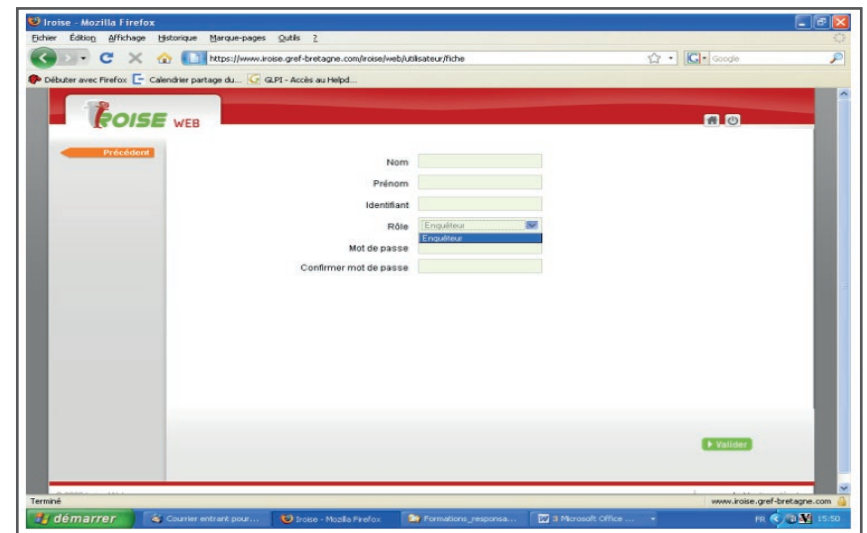 Iroise - Mozilla Firefox
Fichier Édition Affichage Historique Marque-pages Outils ?
https://www.iroise.gref-bretagne.com/iroise/web/utilisateur/fiche
Google
Débuter avec Firefox Calendrier partage du... GLPI - Accès au Helpd...
IROISE WEB
Précédent
Nom
Prénom
Identifiant
Rôle Enquêteur
Enquêteur
Mot de passe
Confirmer mot de passe
Valider
Terminé www.iroise.gref-bretagne.com
démarrer Courrier entrant pour... Iroise - Mozilla Firefox Formations_responsa... 3 Microsoft Office ... FR 15:50